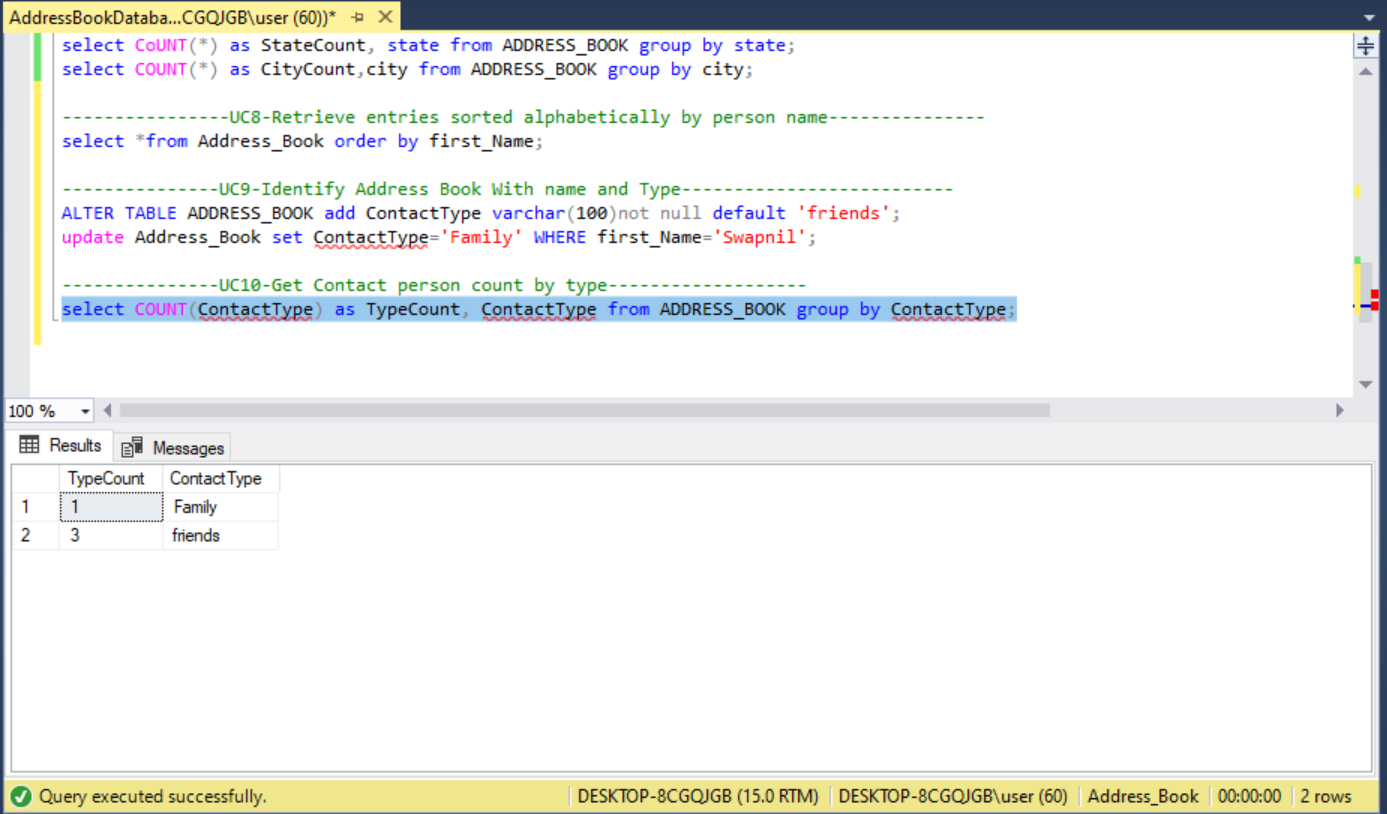 AddressBookDataba...CGQJGB\user (60))*
select CoUNT(*) as StateCount, state from ADDRESS_BOOK group by state;
select COUNT(*) as CityCount,city from ADDRESS_BOOK group by city;
----------------UC8-Retrieve entries sorted alphabetically by person name---------------
select *from Address_Book order by first_Name;
---------------UC9-Identify Address Book With name and Type--------------------------
ALTER TABLE ADDRESS_BOOK add ContactType varchar(100)not null default 'friends';
update Address_Book set ContactType='Family' WHERE first_Name='Swapnil';
---------------UC10-Get Contact person count by type-------------------
select COUNT(ContactType) as TypeCount, ContactType from ADDRESS_BOOK group by ContactType;
100 %
Results Messages
TypeCount ContactType
1 1 Family
2 3 friends
Query executed successfully. DESKTOP-8CGQJGB (15.0 RTM) DESKTOP-8CGQJGB\user (60) Address_Book 00:00:00 2 rows